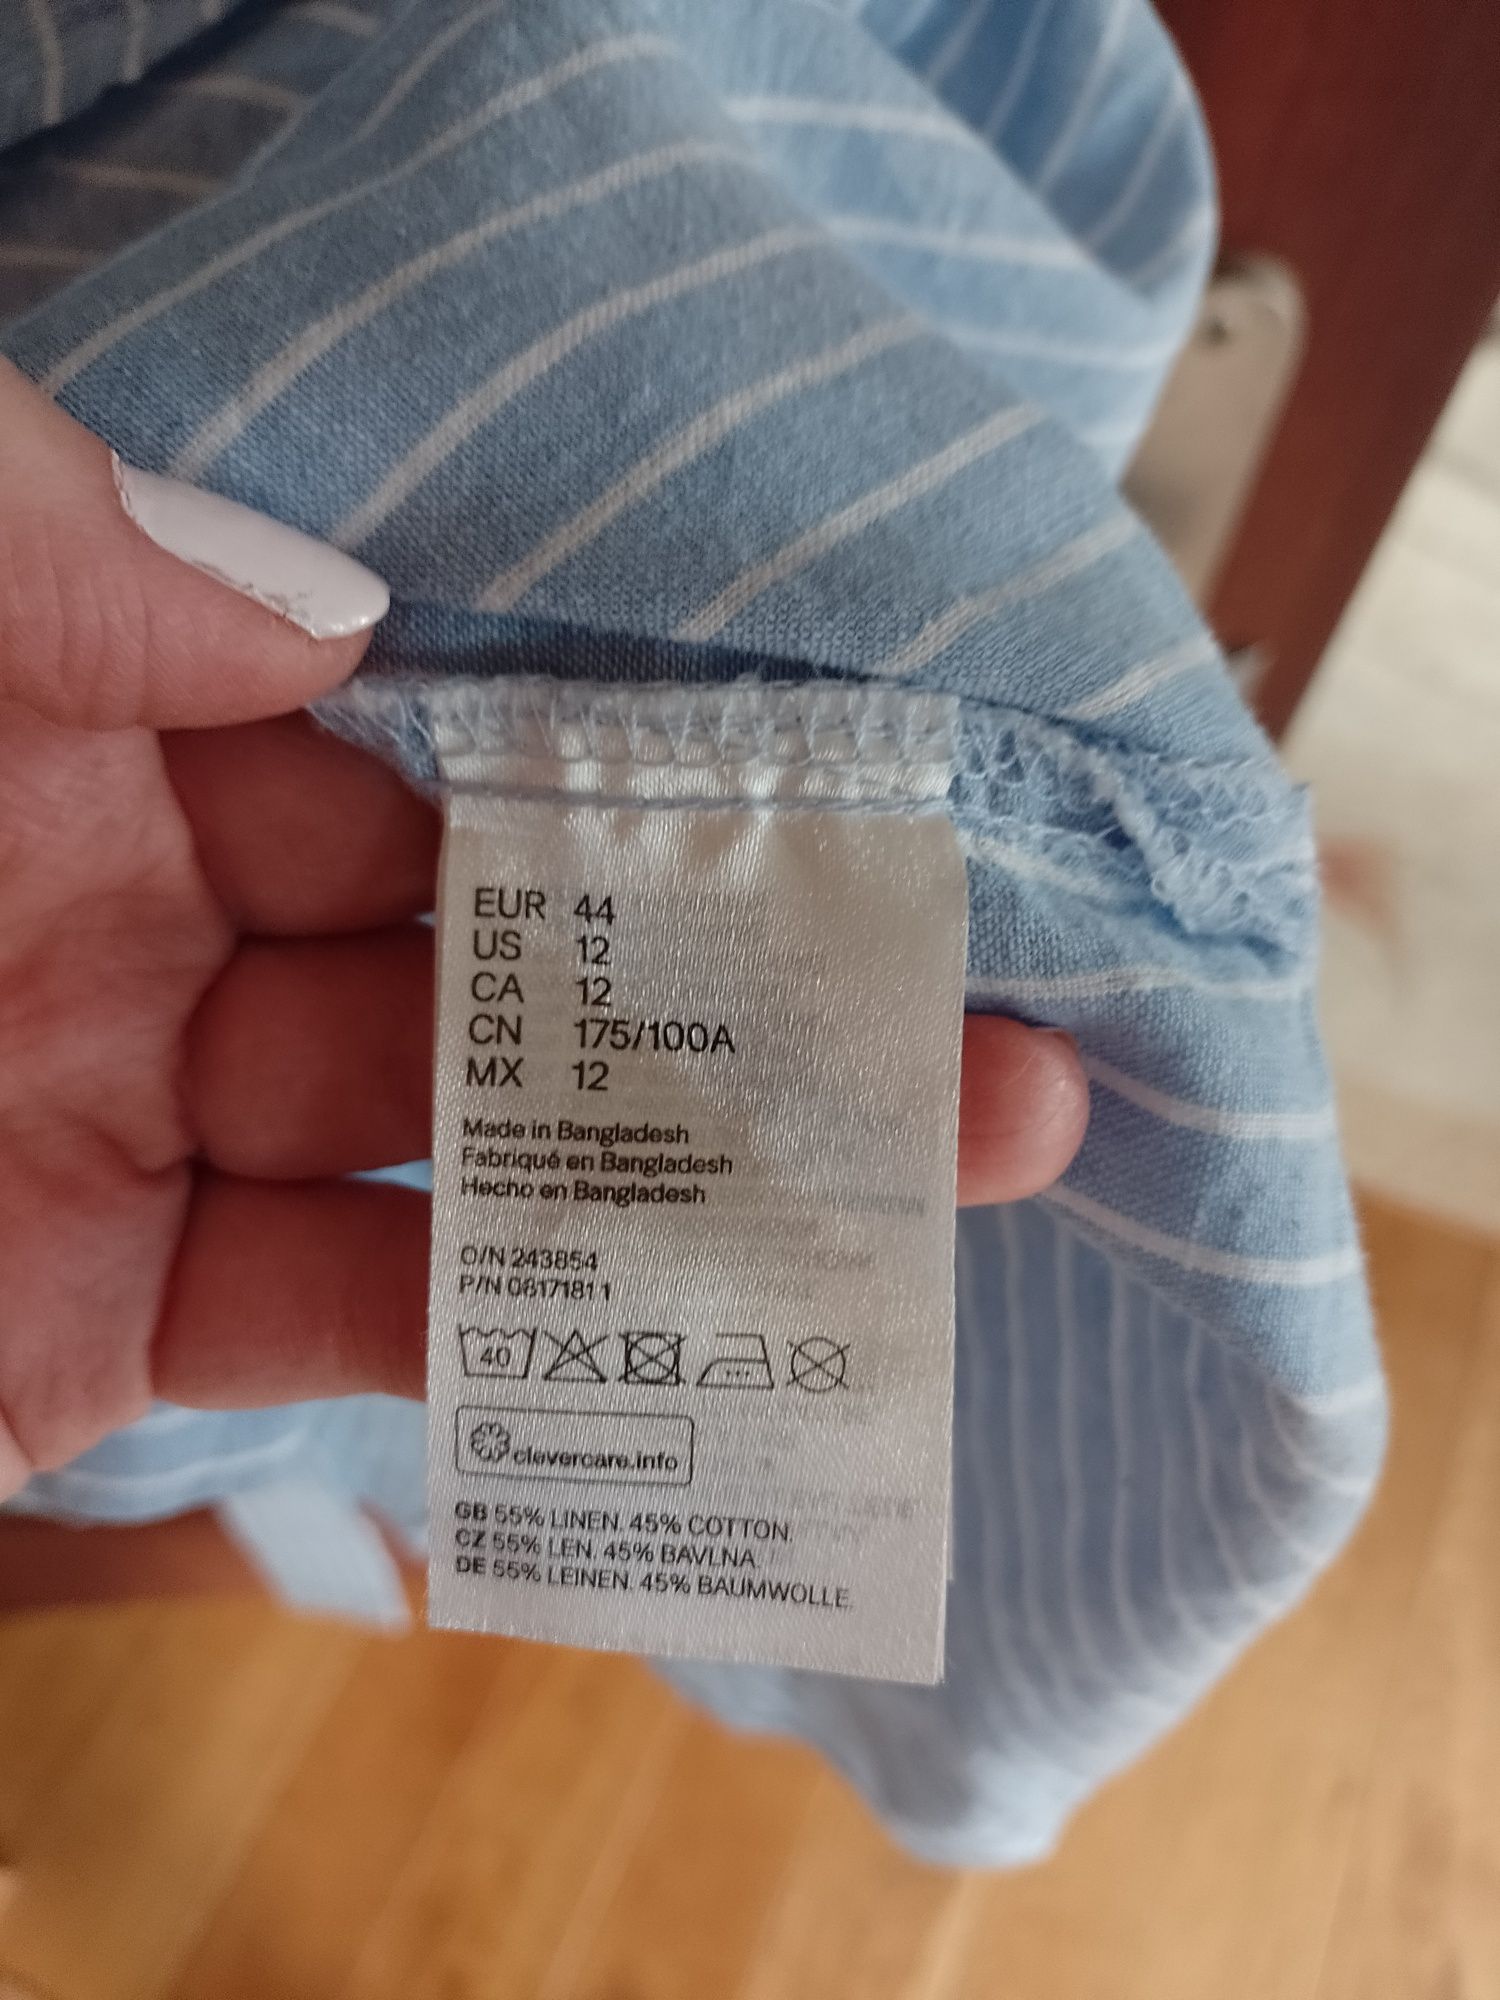 EUR 44
US 12
CA 12
CN 175/100A
MX 12
Made in Bangladesh
Fabriqué en Bangladesh
Hecho en Bangladesh
O/N 243854
P/N 0817181 1
40
clevercare.info
GB 55% LINEN. 45% COTTON.
CZ 55% LEN. 45% BAVLNA.
DE 55% LEINEN. 45% BAUMWOLLE.